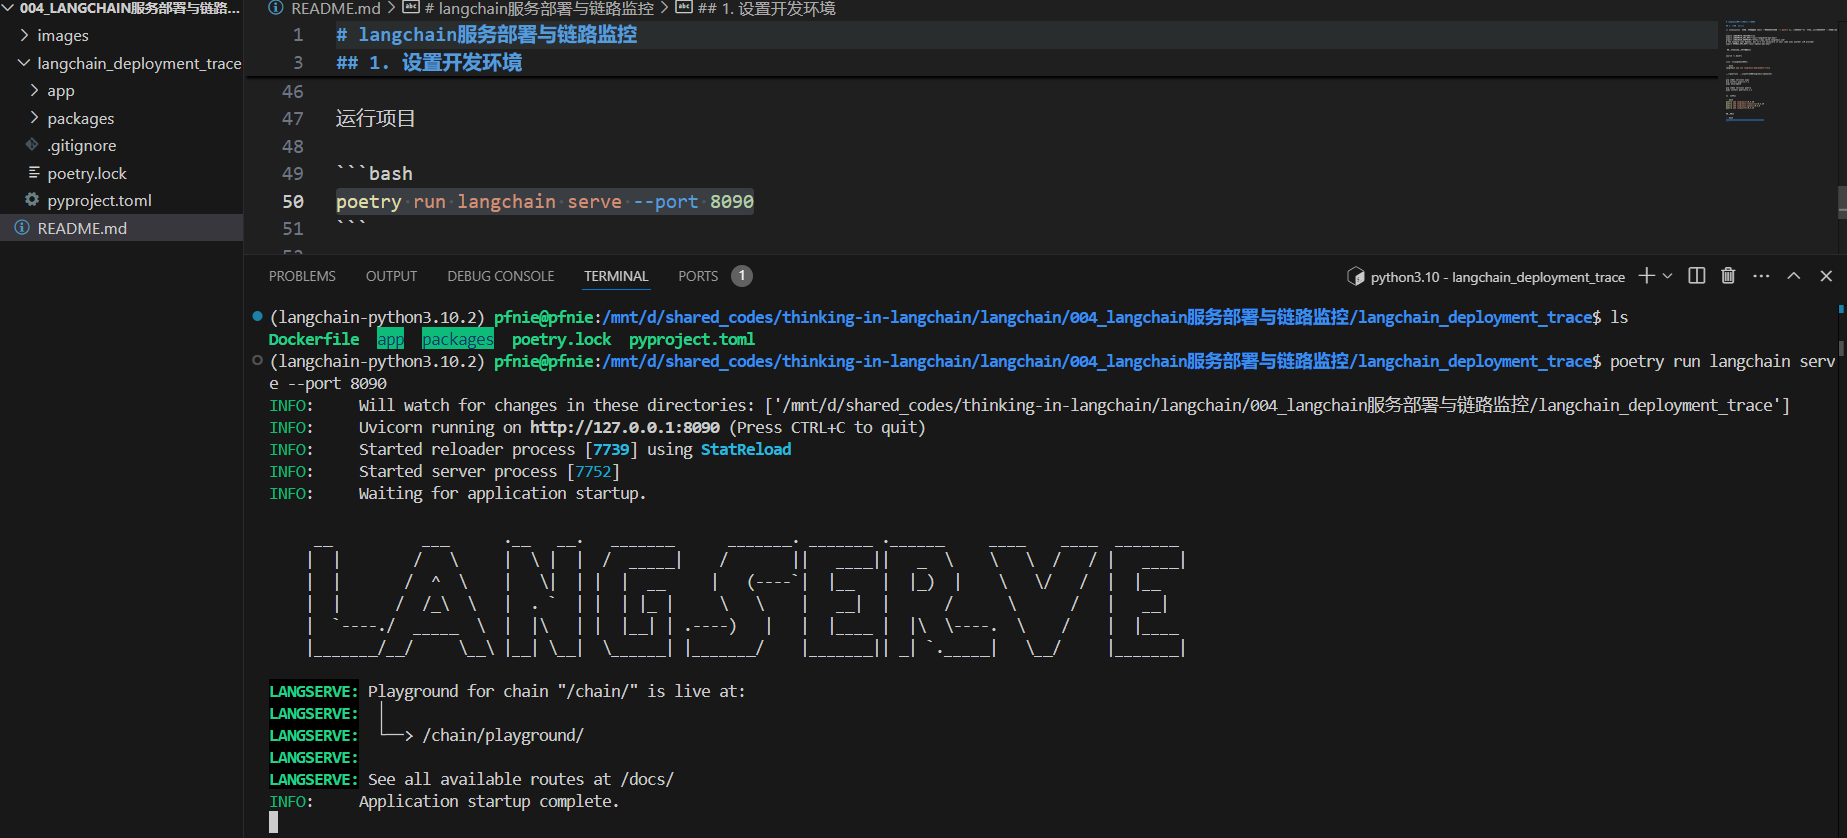 004_LANGCHAIN服务部署与链路...
images
langchain_deployment_trace
app
packages
.gitignore
poetry.lock
pyproject.toml
README.md
README.md > # langchain服务部署与链路监控 > ## 1. 设置开发环境
1 # langchain服务部署与链路监控
3 ## 1. 设置开发环境
46
47 运行项目
48
49 ```bash
50 poetry run langchain serve --port 8090
51 ```
PROBLEMS OUTPUT DEBUG CONSOLE TERMINAL PORTS 1 python3.10 - langchain_deployment_trace
(langchain-python3.10.2) pfnie@pfnie:/mnt/d/shared_codes/thinking-in-langchain/langchain/004_langchain服务部署与链路监控/langchain_deployment_trace$ ls
Dockerfile app packages poetry.lock pyproject.toml
(langchain-python3.10.2) pfnie@pfnie:/mnt/d/shared_codes/thinking-in-langchain/langchain/004_langchain服务部署与链路监控/langchain_deployment_trace$ poetry run langchain serv
e --port 8090
INFO: Will watch for changes in these directories: ['/mnt/d/shared_codes/thinking-in-langchain/langchain/004_langchain服务部署与链路监控/langchain_deployment_trace']
INFO: Uvicorn running on http://127.0.0.1:8090 (Press CTRL+C to quit)
INFO: Started reloader process [7739] using StatReload
INFO: Started server process [7752]
INFO: Waiting for application startup.
LANGSERVE
LANGSERVE: Playground for chain "/chain/" is live at:
LANGSERVE: │
LANGSERVE: └──> /chain/playground/
LANGSERVE:
LANGSERVE: See all available routes at /docs/
INFO: Application startup complete.